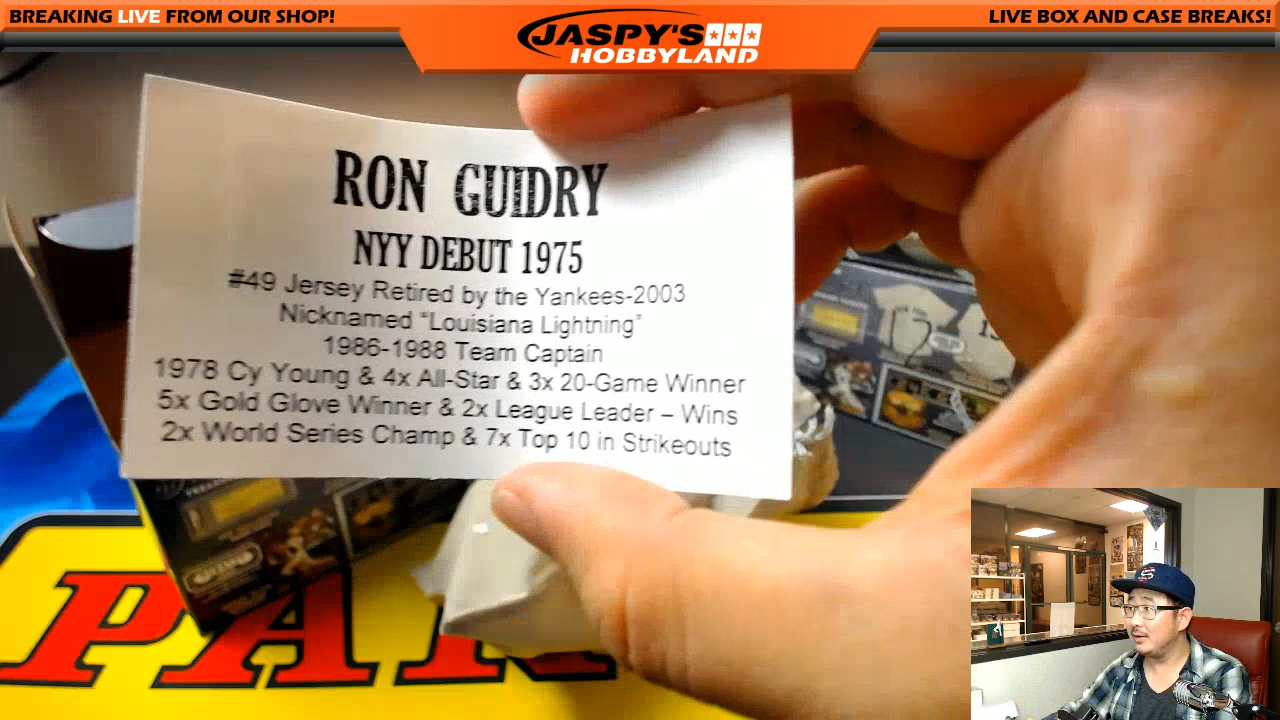 BREAKING LIVE FROM OUR SHOP!
JASPY'S
HOBBYLAND
LIVE BOX AND CASE BREAKS!
RON GUIDRY
NYY DEBUT 1975
#49 Jersey Retired by the Yankees-2003
Nicknamed "Louisiana Lightning"
1986-1988 Team Captain
1978 Cy Young & 4x All-Star & 3x 20-Game Winner
5x Gold Glove Winner & 2x League Leader – Wins
2x World Series Champ & 7x Top 10 in Strikeouts